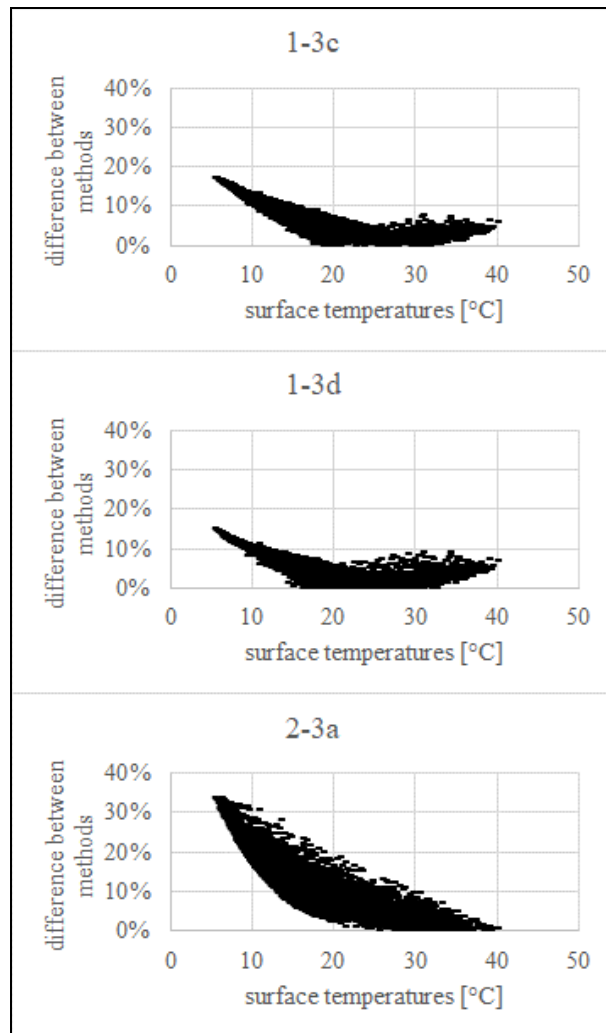 1-3c
difference between
methods
40%
30%
20%
10%
0%
0 10 20 30 40 50
surface temperatures [°C]
1-3d
difference between
methods
40%
30%
20%
10%
0%
0 10 20 30 40 50
surface temperatures [°C]
2-3a
difference between
methods
40%
30%
20%
10%
0%
0 10 20 30 40 50
surface temperatures [°C]